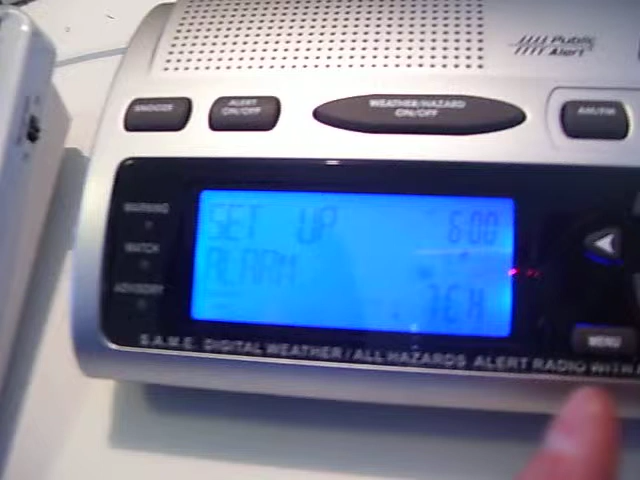 Public
Alert
SNOOZE
ALERT
ON/OFF
WEATHER/HAZARD
ON/OFF
AM/FM
WARNING
WATCH
ADVISORY
SET UP 6:00
ALARM
MENU
S.A.M.E. DIGITAL WEATHER / ALL HAZARDS ALERT RADIO WITH